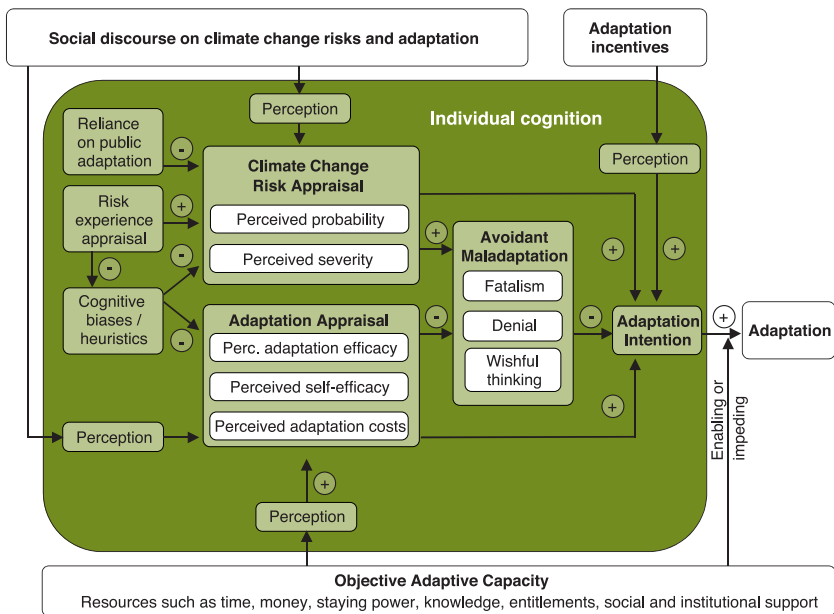 Social discourse on climate change risks and adaptation
Adaptation
incentives
Individual cognition
Perception
Reliance
on public
adaptation
-
Climate Change
Risk Appraisal
Perceived probability
Perceived severity
Perception
Risk
experience
appraisal
+
-
-
Cognitive
biases /
heuristics
-
+
Avoidant
Maladaptation
Fatalism
Denial
Wishful
thinking
+
+
Adaptation Appraisal
Perc. adaptation efficacy
Perceived self-efficacy
Perceived adaptation costs
-
-
Adaptation
Intention
+
Adaptation
+
Perception
+
Perception
Enabling or
impeding
Objective Adaptive Capacity
Resources such as time, money, staying power, knowledge, entitlements, social and institutional support